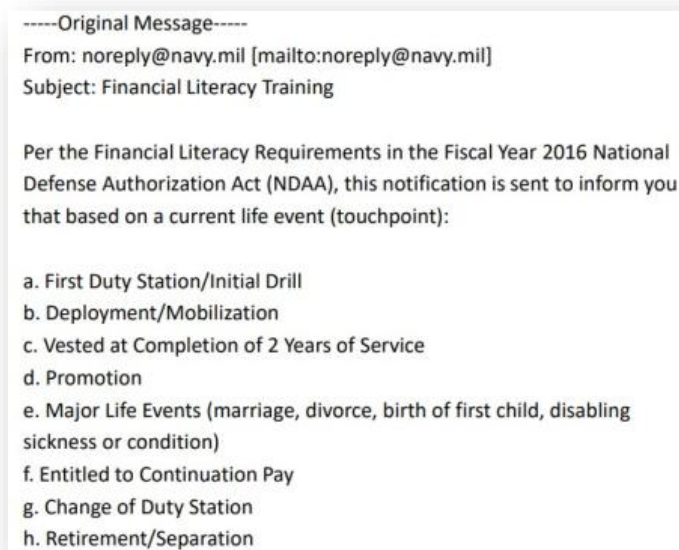 -----Original Message-----
From: noreply@navy.mil [mailto:noreply@navy.mil]
Subject: Financial Literacy Training
Per the Financial Literacy Requirements in the Fiscal Year 2016 National
Defense Authorization Act (NDAA), this notification is sent to inform you
that based on a current life event (touchpoint):
a. First Duty Station/Initial Drill
b. Deployment/Mobilization
c. Vested at Completion of 2 Years of Service
d. Promotion
e. Major Life Events (marriage, divorce, birth of first child, disabling
sickness or condition)
f. Entitled to Continuation Pay
g. Change of Duty Station
h. Retirement/Separation